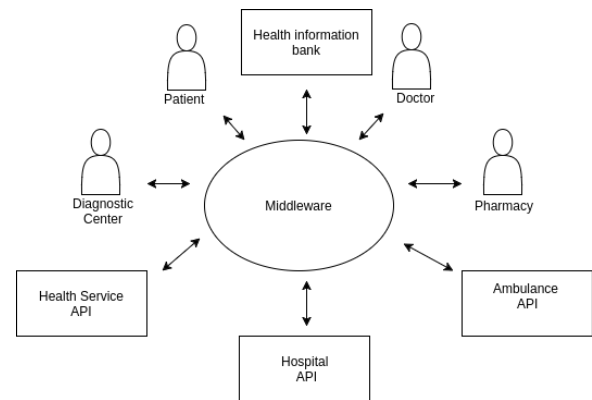 Health information
bank
Patient
Doctor
Diagnostic
Center
Middleware
Pharmacy
Health Service
API
Ambulance
API
Hospital
API